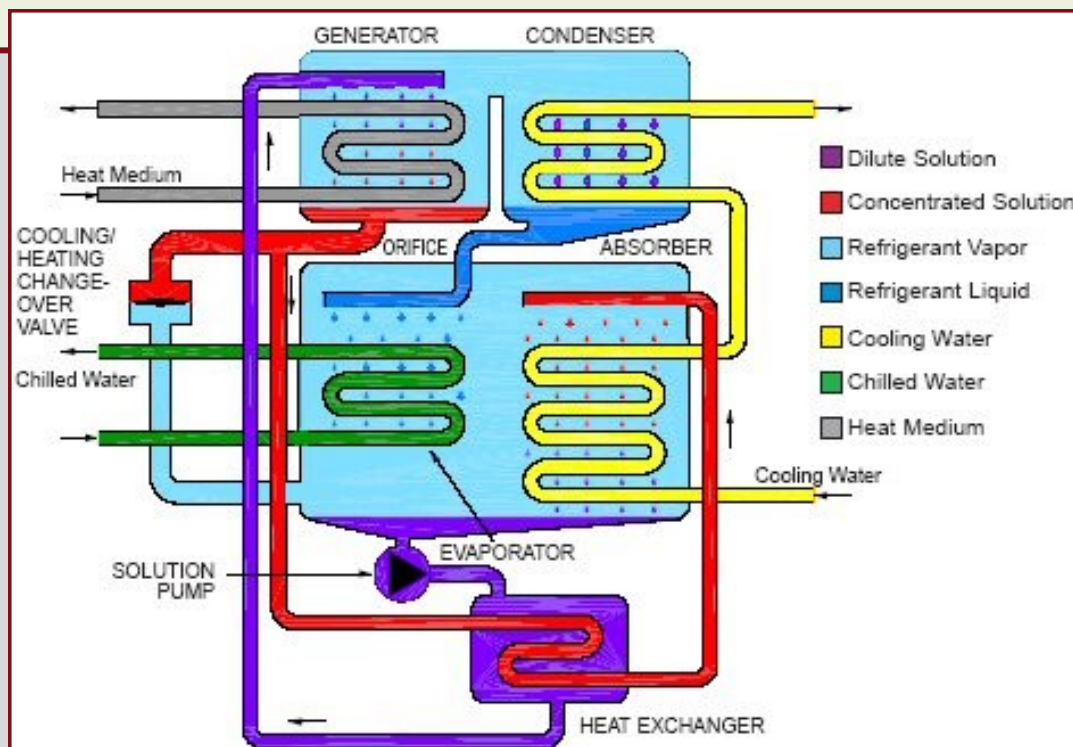 GENERATOR
CONDENSER
Heat Medium
COOLING/
HEATING
CHANGE-
OVER
VALVE
ORIFICE
ABSORBER
Chilled Water
Cooling Water
EVAPORATOR
SOLUTION
PUMP
HEAT EXCHANGER
Dilute Solution
Concentrated Solution
Refrigerant Vapor
Refrigerant Liquid
Cooling Water
Chilled Water
Heat Medium